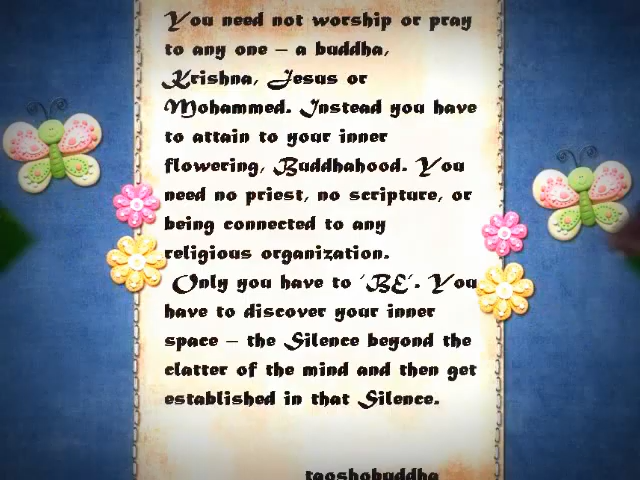 You need not worship or pray
to any one – a buddha,
Krishna, Jesus or
Mohammed. Instead you have
to attain to your inner
flowering, Buddhahood. You
need no priest, no scripture, or
being connected to any
religious organization.
Only you have to 'BE'. You
have to discover your inner
space – the Silence beyond the
clatter of the mind and then get
established in that Silence.
taoshobuddha